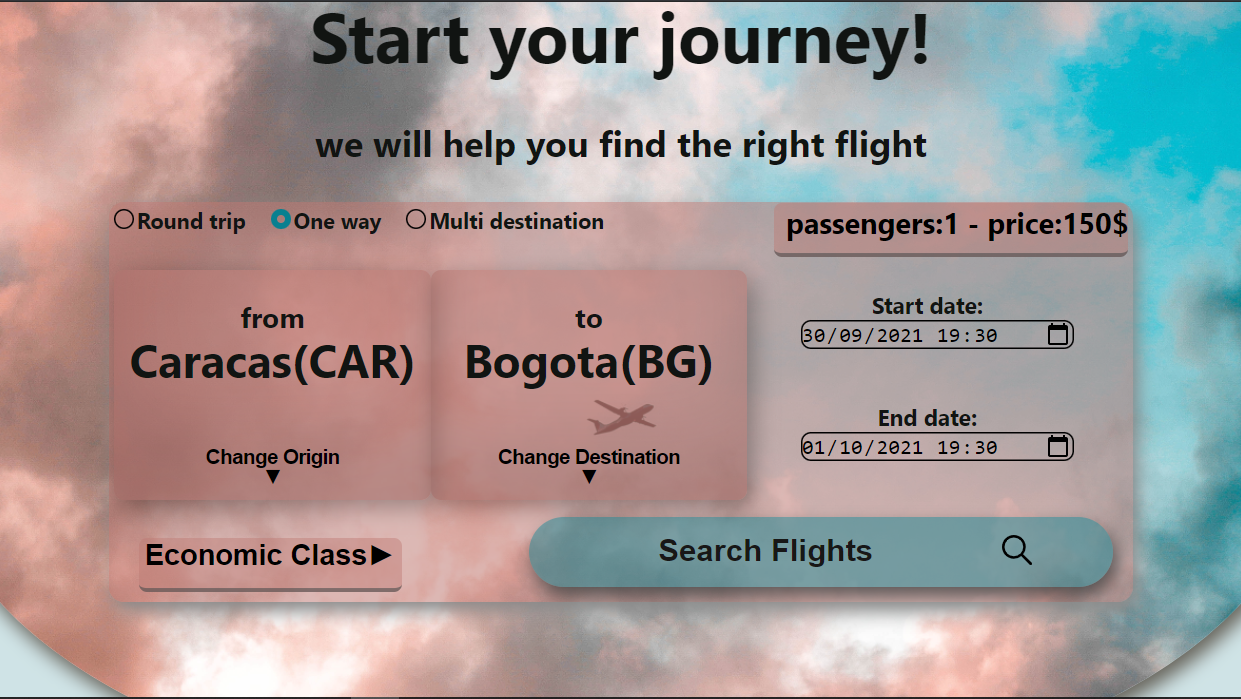 Start your journey!
we will help you find the right flight
Round trip One way Multi destination
passengers:1 - price:150$
from
Caracas(CAR)
Change Origin
to
Bogota(BG)
Change Destination
Start date:
30/09/2021 19:30
End date:
01/10/2021 19:30
Economic Class
Search Flights